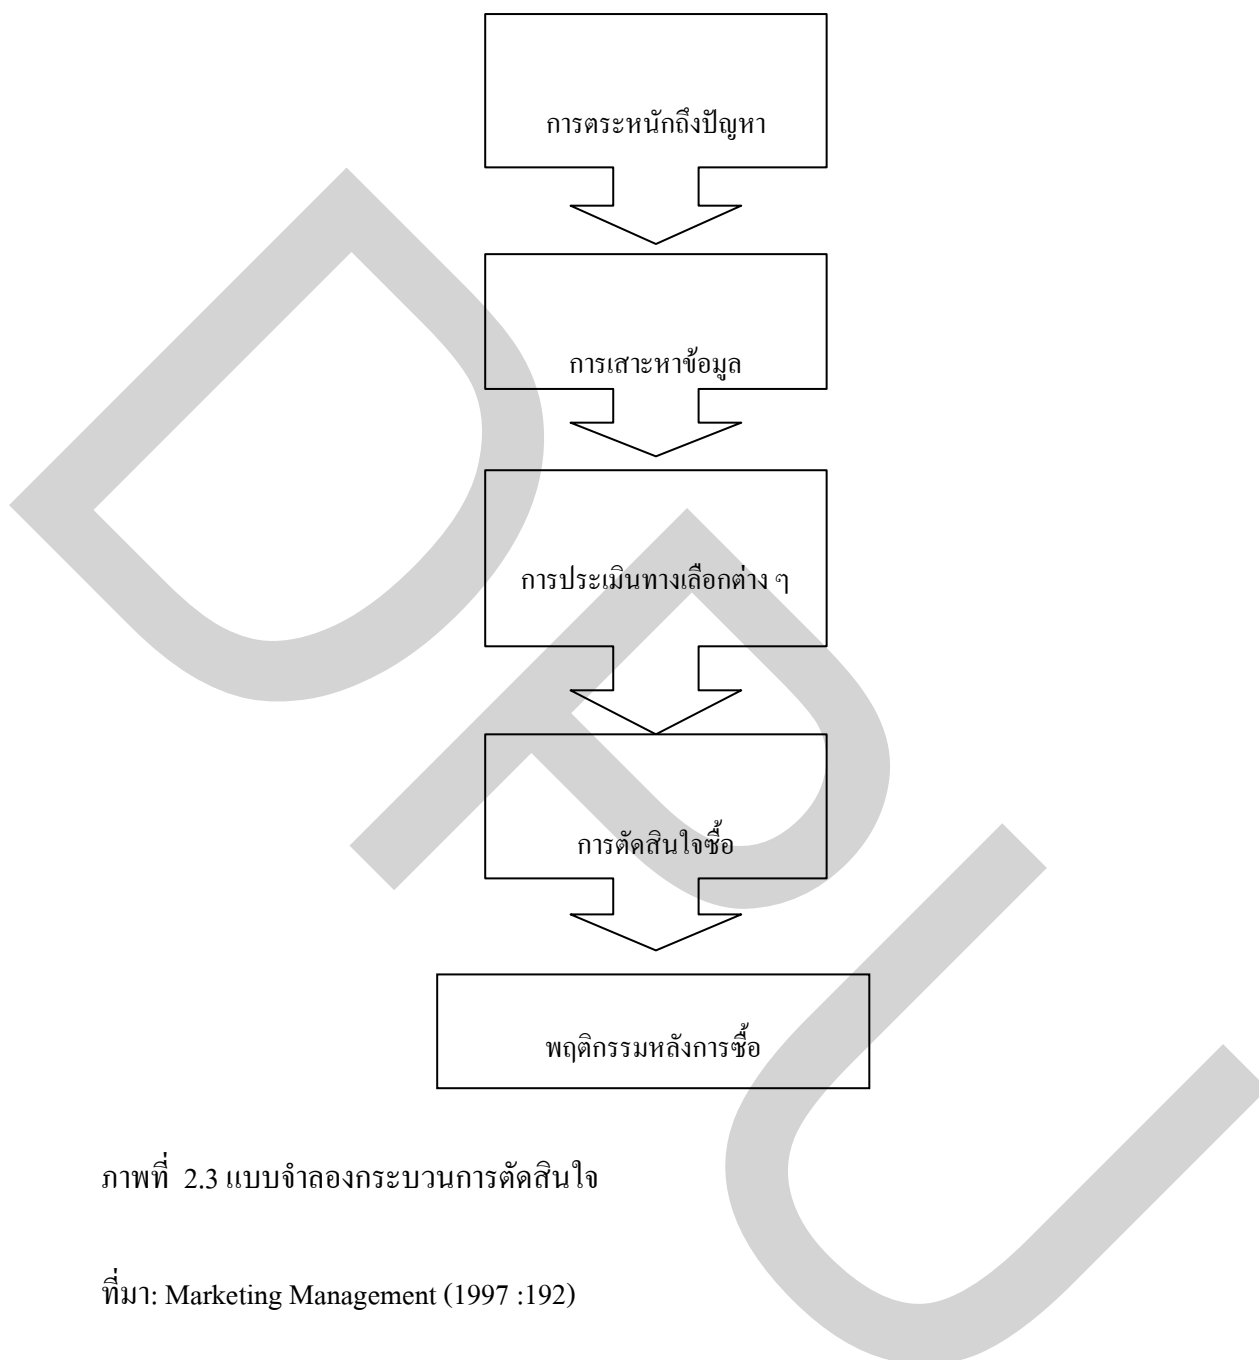 การตระหนักถึงปัญหา
การเสาะหาข้อมูล
การประเมินทางเลือกต่าง ๆ
การตัดสินใจซื้อ
พฤติกรรมหลังการซื้อ
ภาพที่ 2.3 แบบจำลองกระบวนการตัดสินใจ
ที่มา: Marketing Management (1997 :192)
DPU